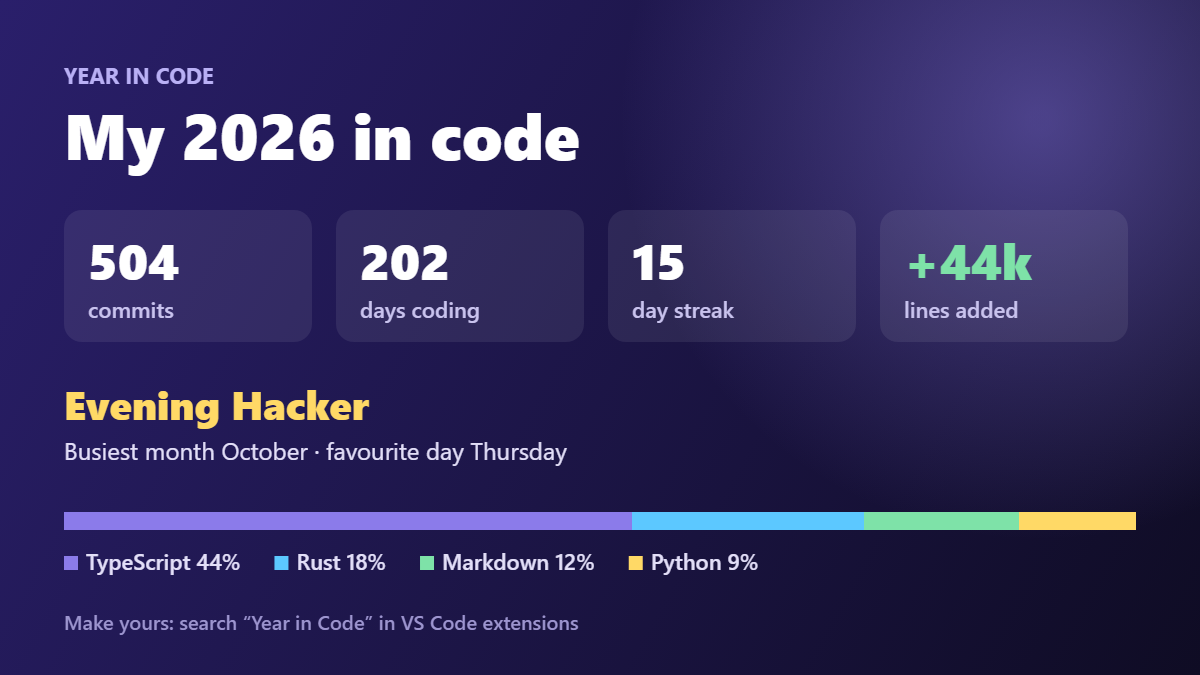 YEAR IN CODE
My 2026 in code
504
commits
202
days coding
15
day streak
+44k
lines added
Evening Hacker
Busiest month October · favourite day Thursday
TypeScript 44%
Rust 18%
Markdown 12%
Python 9%
Make yours: search “Year in Code” in VS Code extensions